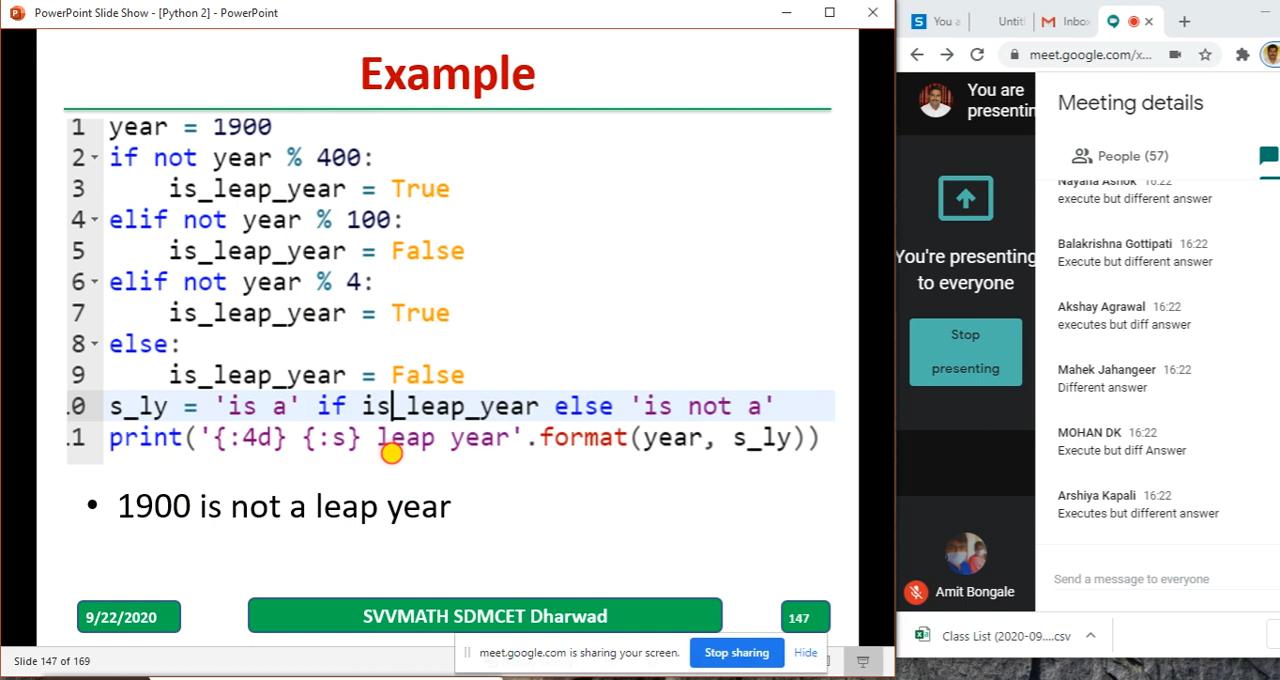 PowerPoint Slide Show - [Python 2] - PowerPoint
Example
1 year = 1900
2 if not year % 400:
3 is_leap_year = True
4 elif not year % 100:
5 is_leap_year = False
6 elif not year % 4:
7 is_leap_year = True
8 else:
9 is_leap_year = False
.0 s_ly = 'is a' if is_leap_year else 'is not a'
.1 print('{:4d} {:s} leap year'.format(year, s_ly))
• 1900 is not a leap year
9/22/2020
SVVMATH SDMCET Dharwad
147
meet.google.com is sharing your screen.
Stop sharing
Hide
Slide 147 of 169
You a
Untitl
Inbo
meet.google.com/x...
You are
presentin
You're presenting
to everyone
Stop
presenting
Amit Bongale
Meeting details
People (57)
Nayana Ashok 16:22
execute but different answer
Balakrishna Gottipati 16:22
Execute but different answer.
Akshay Agrawal 16:22
executes but diff answer
Mahek Jahangeer 16:22
Different answer
MOHAN DK 16:22
Execute but diff Answer
Arshiya Kapali 16:22
Executes but different answer
Send a message to everyone
Class List (2020-09....csv